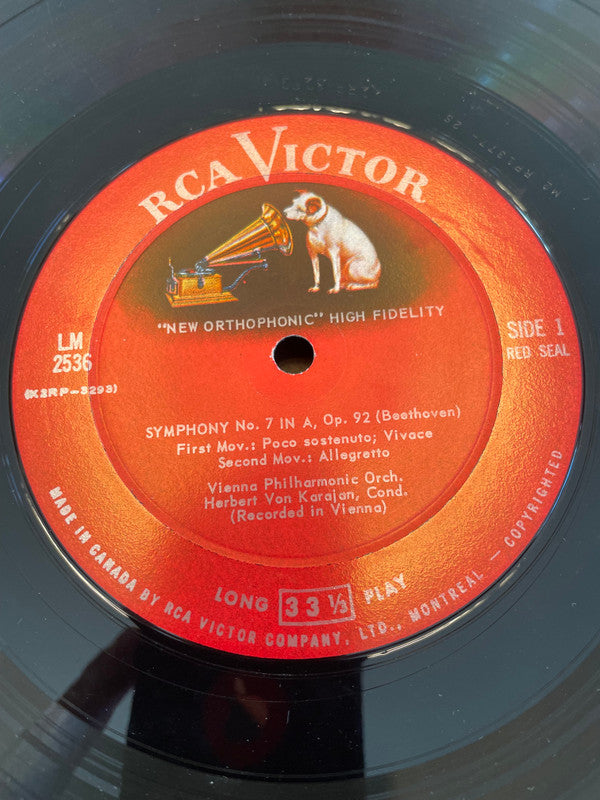 RCA VICTOR
"NEW ORTHOPHONIC" HIGH FIDELITY
LM
2536
(K2RP-3293)
SIDE 1
RED SEAL
SYMPHONY No. 7 IN A, Op. 92 (Beethoven)
First Mov.: Poco sostenuto; Vivace
Second Mov.: Allegretto
Vienna Philharmonic Orch.
Herbert Von Karajan, Cond.
(Recorded in Vienna)
LONG 33 1/3 PLAY
MADE IN CANADA BY RCA VICTOR COMPANY, LTD., MONTREAL — COPYRIGHTED